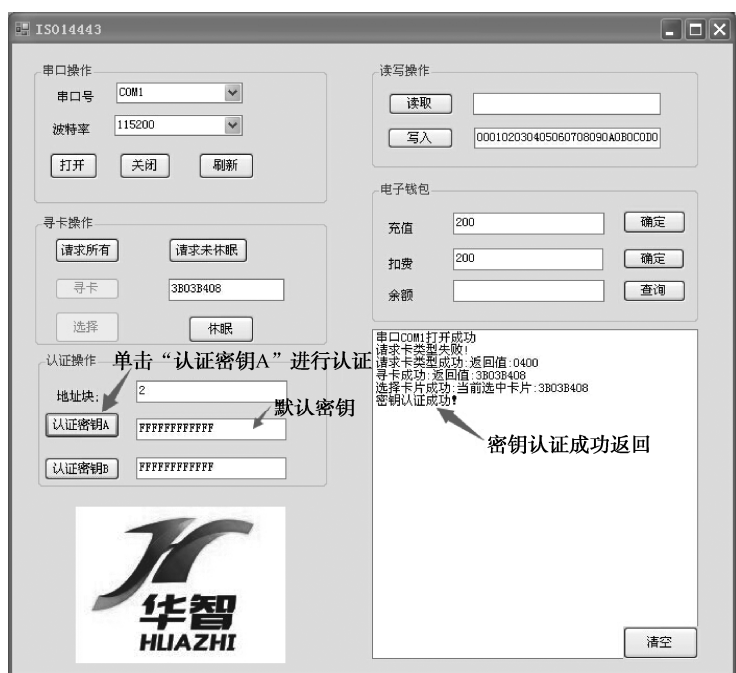 ISO14443
串口操作
串口号 COM1
波特率 115200
打开 关闭 刷新
寻卡操作
请求所有 请求未休眠
寻卡 3B03B408
选择 休眠
认证操作
单击“认证密钥A”进行认证
地址块: 2
默认密钥
认证密钥A FFFFFFFFFFFF
认证密钥B FFFFFFFFFFFF
华智
HUAZHI
读写操作
读取
写入 000102030405060708090A0B0C0D0
电子钱包
充值 200 确定
扣费 200 确定
余额 查询
串口COM1打开成功
请求卡类型失败!
请求卡类型成功:返回值:0400
寻卡成功:返回值:3B03B408
选择卡片成功:当前选中卡片:3B03B408
密钥认证成功!
密钥认证成功返回
清空